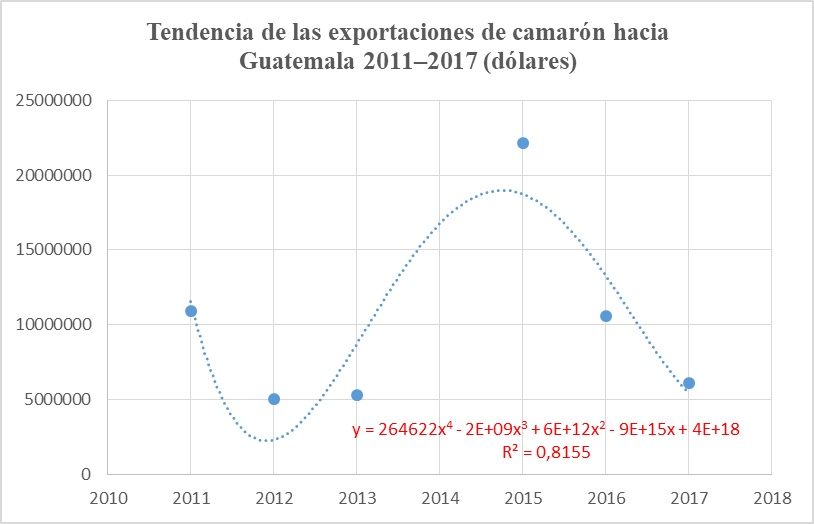 Tendencia de las exportaciones de camarón hacia
Guatemala 2011–2017 (dólares)
25000000
20000000
15000000
10000000
5000000
0
y = 264622x⁴ - 2E+09x³ + 6E+12x² - 9E+15x + 4E+18
R² = 0,8155
2010 2011 2012 2013 2014 2015 2016 2017 2018